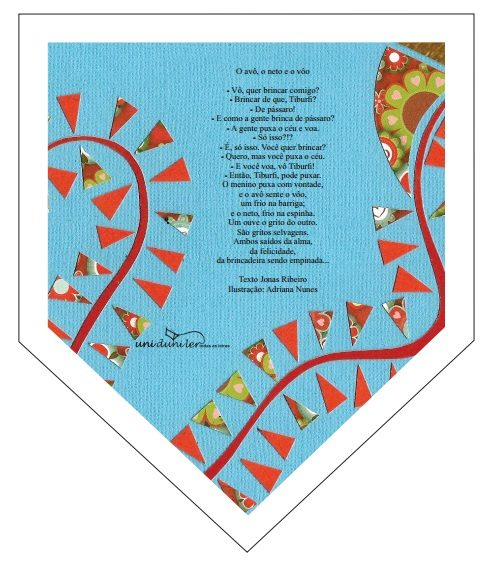 O avô, o neto e o vôo
- Vô, quer brincar comigo?
- Brincar de que, Tiburfi?
- De pássaro!
- E como a gente brinca de pássaro?
- A gente puxa o céu e voa.
- Só isso?!?
- É, só isso. Você quer brincar?
- Quero, mas você puxa o céu.
- E você voa, vô Tiburfi!
- Então, Tiburfi, pode puxar.
O menino puxa com vontade,
e o avô sente o vôo,
um frio na barriga;
e o neto, frio na espinha.
Um ouve o grito do outro.
São gritos selvagens.
Ambos saídos da alma,
da felicidade,
da brincadeira sendo empinada...
Texto Jonas Ribeiro
Ilustração: Adriana Nunes
uniduniler todas as letras